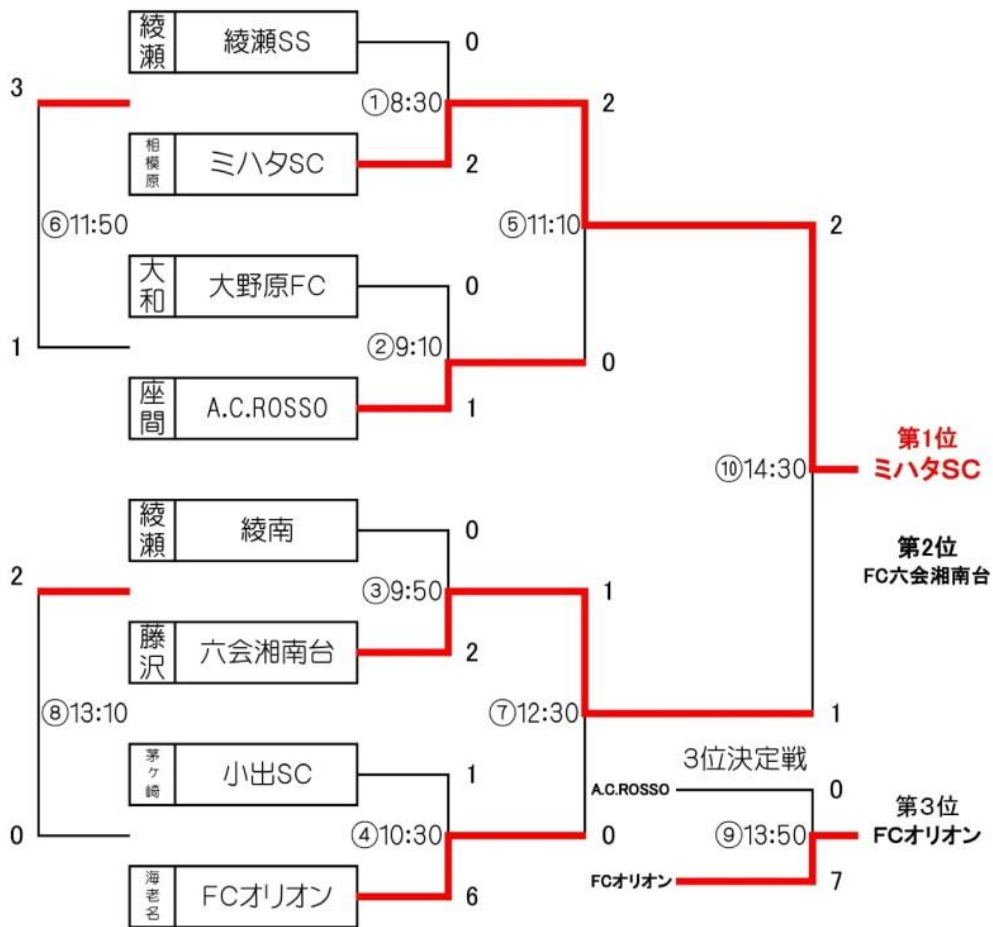 綾瀬 綾瀬SS 0
3 ①8:30 2
相模原 ミハタSC 2
⑥11:50 ⑤11:10 2
大和 大野原FC 0
1 ②9:10 0
座間 A.C.ROSSO 1
第1位
⑩14:30 ミハタSC
綾瀬 綾南 0
第2位
FC六会湘南台
2 ③9:50 1
藤沢 六会湘南台 2
⑧13:10 ⑦12:30 1
3位決定戦
茅ヶ崎 小出SC 1
A.C.ROSSO 0
第3位
0 ④10:30 0 ⑨13:50 FCオリオン
海老名 FCオリオン 6
FCオリオン 7